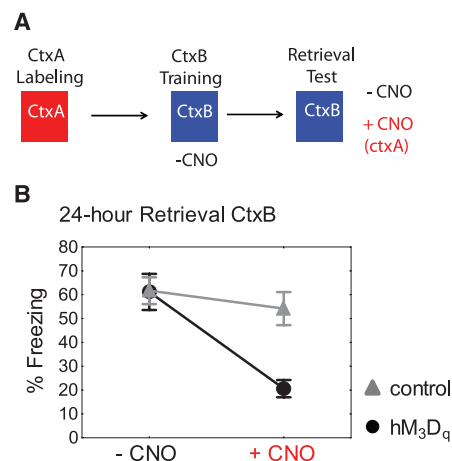 A
CtxA
Labeling
CtxA
CtxB
Training
CtxB
-CNO
Retrieval
Test
CtxB
- CNO
+ CNO
(ctxA)
B
24-hour Retrieval CtxB
% Freezing
80
70
60
50
40
30
20
10
0
- CNO
+ CNO
control
hM₃Dq